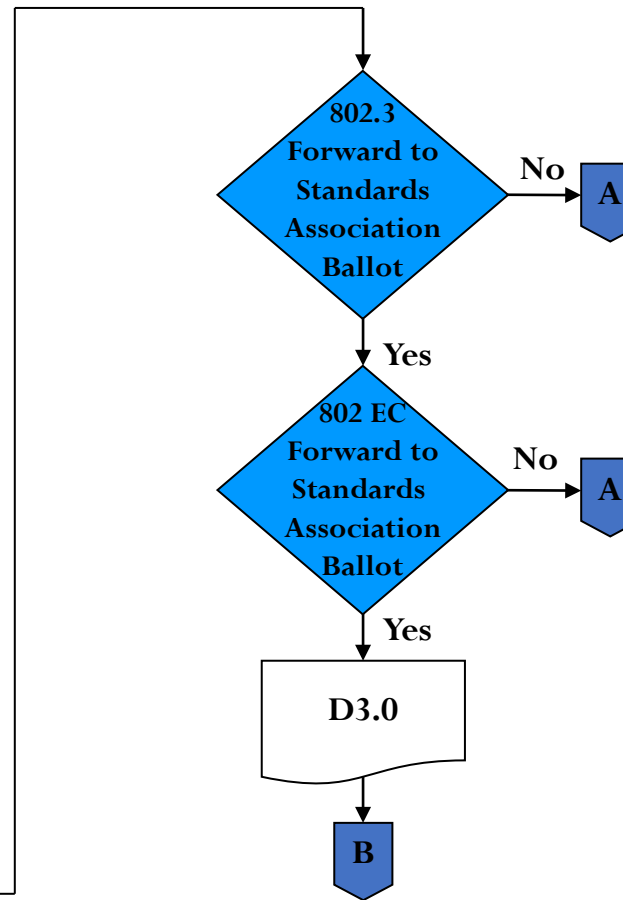 802.3
Forward to
Standards
Association
Ballot
No
A
Yes
802 EC
Forward to
Standards
Association
Ballot
No
A
Yes
D3.0
B